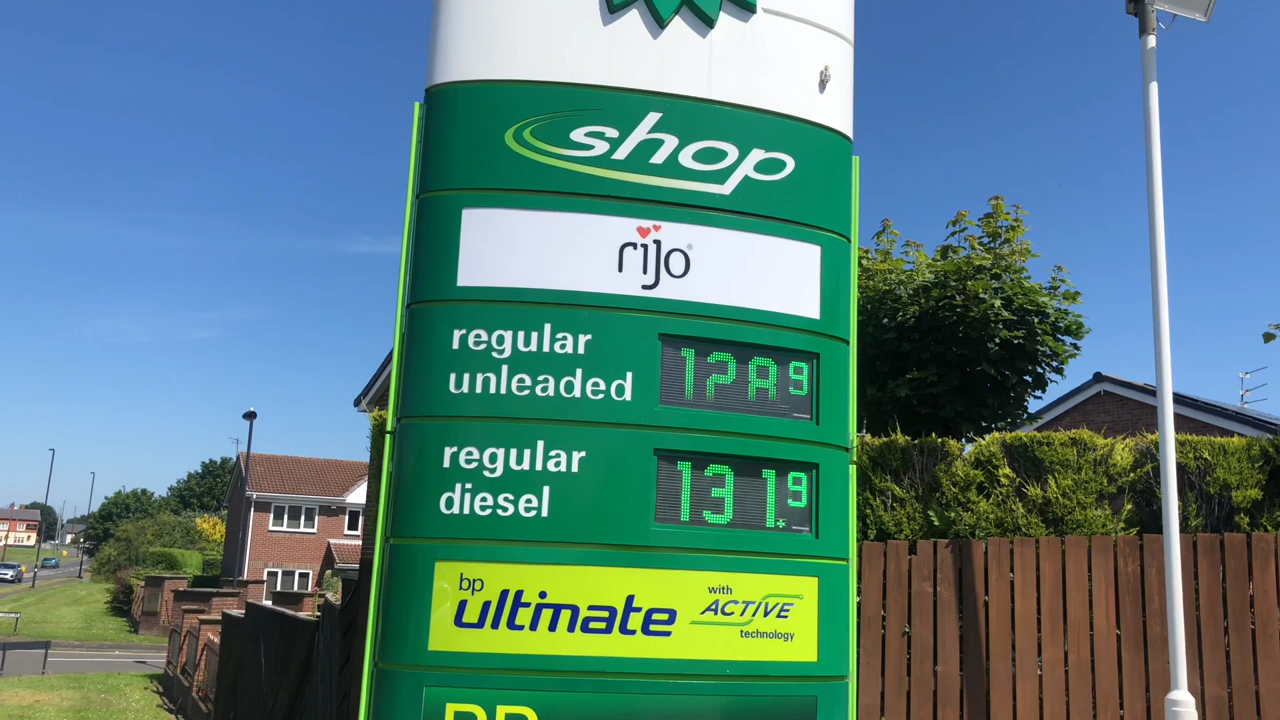 shop
rijo®
regular
unleaded
12A9
regular
diesel
131.9
bp
ultimate
with
ACTIVE
technology